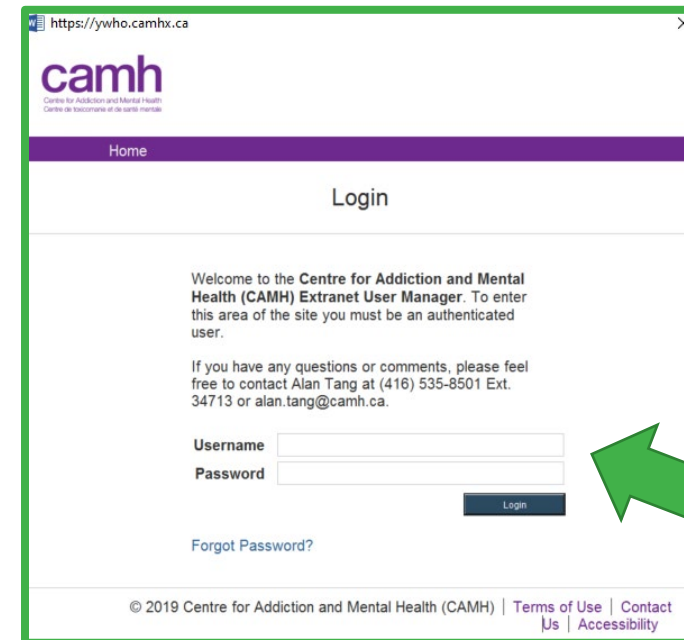 https://ywho.camhx.ca
camh
Centre for Addiction and Mental Health
Centre de toxicomanie et de santé mentale
Home
Login
Welcome to the Centre for Addiction and Mental
Health (CAMH) Extranet User Manager. To enter
this area of the site you must be an authenticated
user.
If you have any questions or comments, please feel
free to contact Alan Tang at (416) 535-8501 Ext.
34713 or alan.tang@camh.ca.
Username
Password
Login
Forgot Password?
© 2019 Centre for Addiction and Mental Health (CAMH) | Terms of Use | Contact
Us | Accessibility